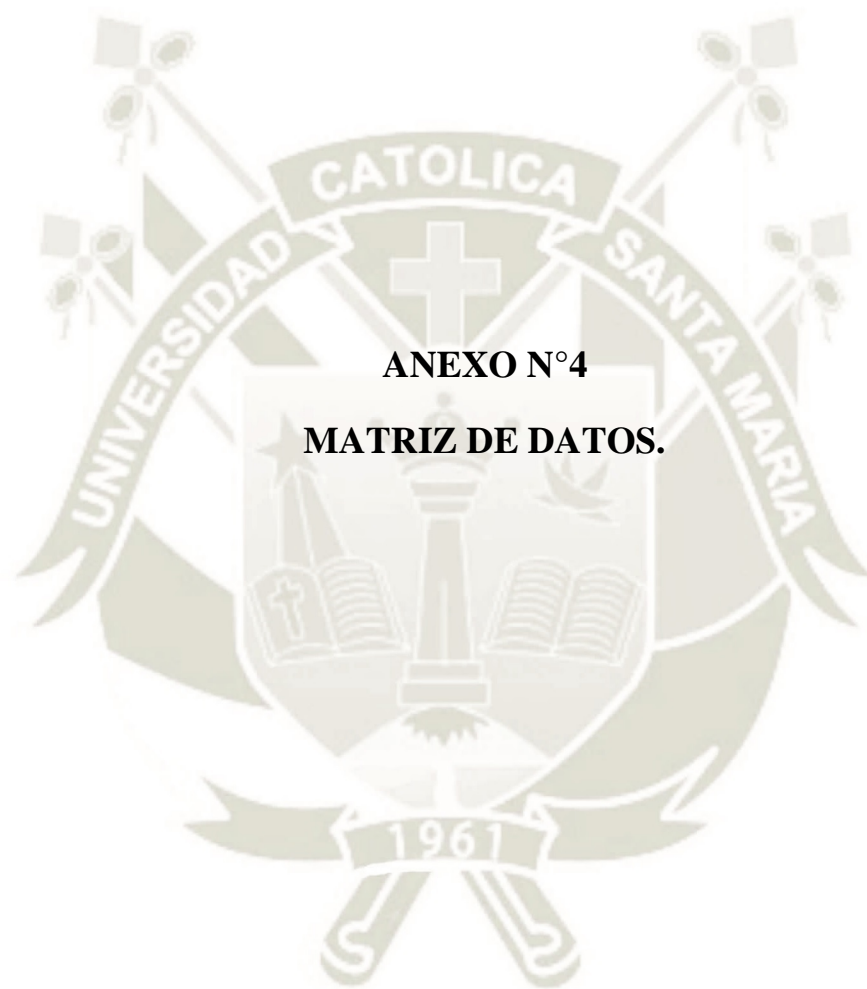 CATOLICA
UNIVERSIDAD
SANTA MARIA
ANEXO N°4
MATRIZ DE DATOS.
1961